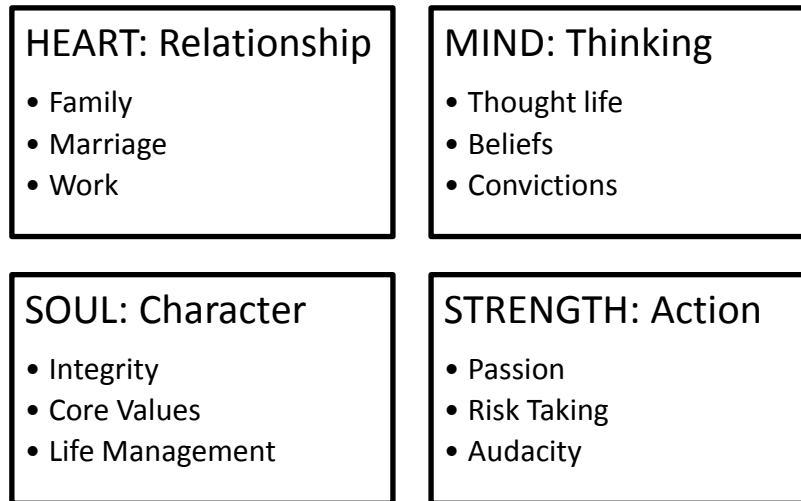 HEART: Relationship
• Family
• Marriage
• Work
MIND: Thinking
• Thought life
• Beliefs
• Convictions
SOUL: Character
• Integrity
• Core Values
• Life Management
STRENGTH: Action
• Passion
• Risk Taking
• Audacity